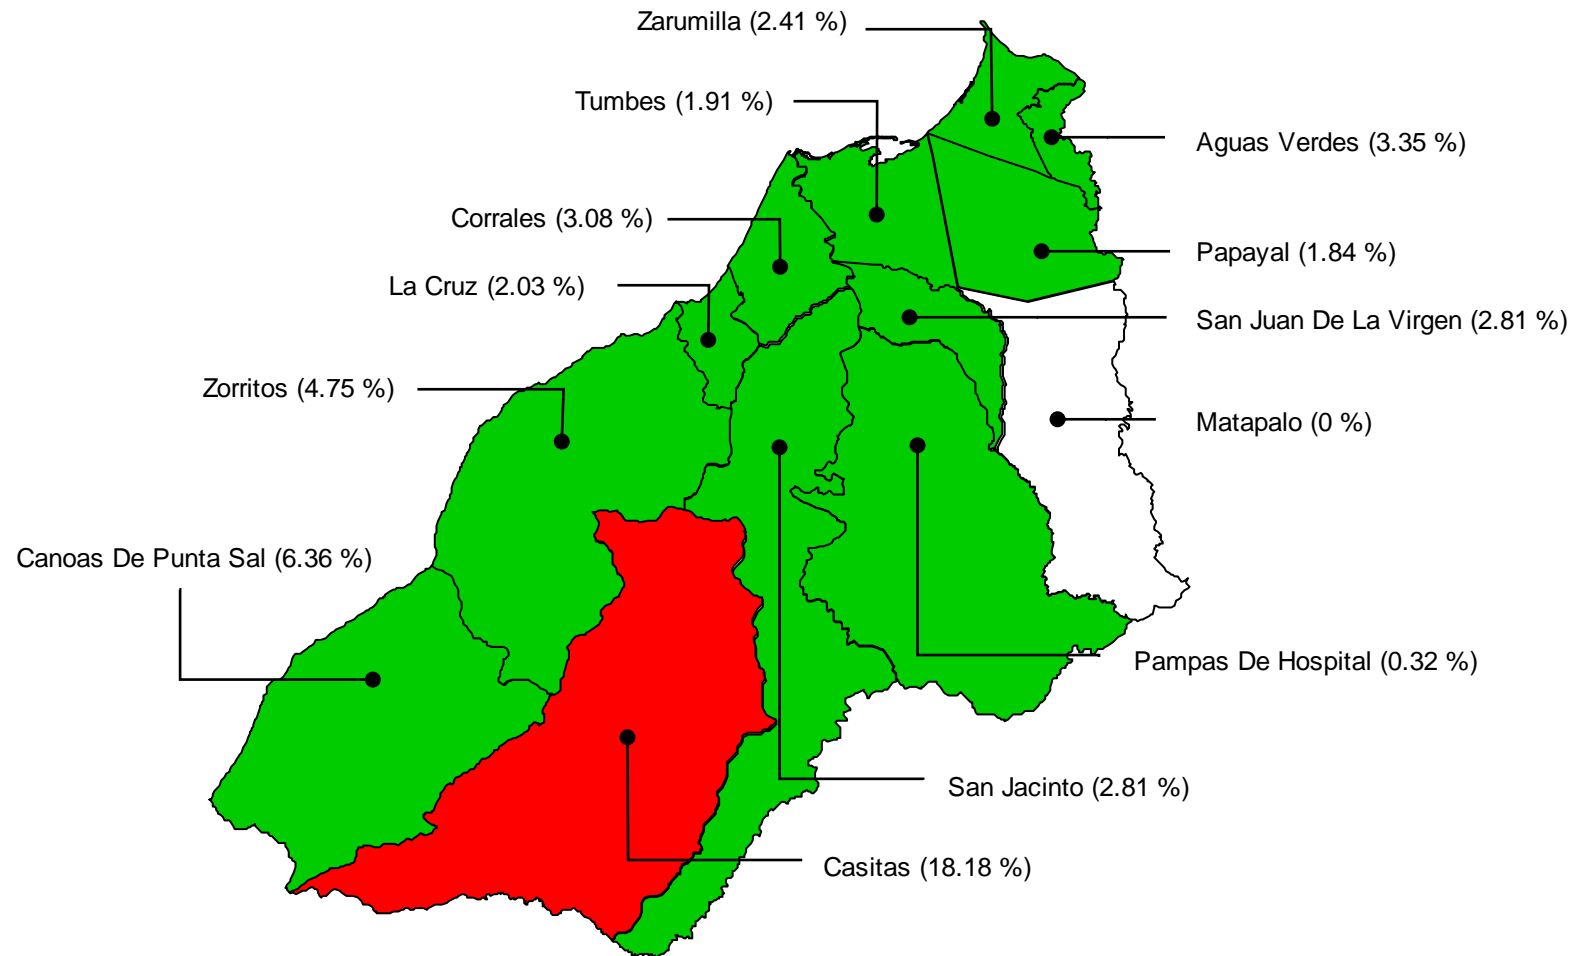 Zarumilla (2.41 %)
Tumbes (1.91 %)
Aguas Verdes (3.35 %)
Corrales (3.08 %)
Papayal (1.84 %)
La Cruz (2.03 %)
San Juan De La Virgen (2.81 %)
Zorritos (4.75 %)
Matapalo (0 %)
Canoas De Punta Sal (6.36 %)
Pampas De Hospital (0.32 %)
San Jacinto (2.81 %)
Casitas (18.18 %)